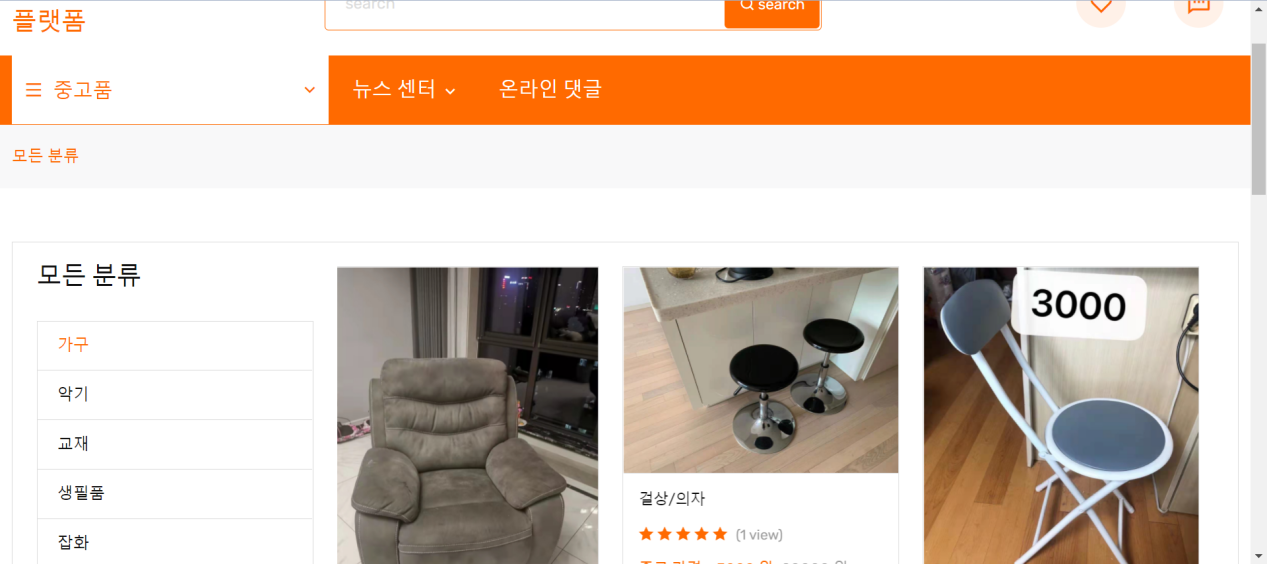 플랫폼
search
search
중고품
뉴스 센터
온라인 댓글
모든 분류
모든 분류
가구
악기
교재
생필품
잡화
3000
걸상/의자
(1 view)